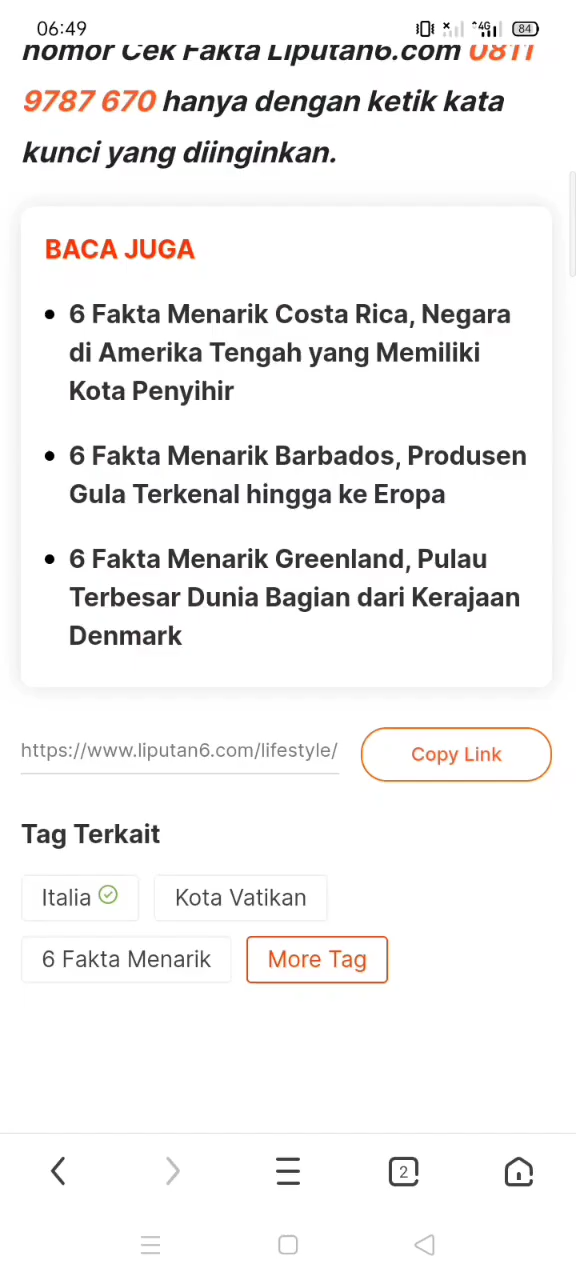 06:49
4G
84
nomor Cek Fakta Liputan6.com 0811
9787 670 hanya dengan ketik kata
kunci yang diinginkan.
BACA JUGA
6 Fakta Menarik Costa Rica, Negara
di Amerika Tengah yang Memiliki
Kota Penyihir
6 Fakta Menarik Barbados, Produsen
Gula Terkenal hingga ke Eropa
6 Fakta Menarik Greenland, Pulau
Terbesar Dunia Bagian dari Kerajaan
Denmark
https://www.liputan6.com/lifestyle/
Copy Link
Tag Terkait
Italia
Kota Vatikan
6 Fakta Menarik
More Tag
2